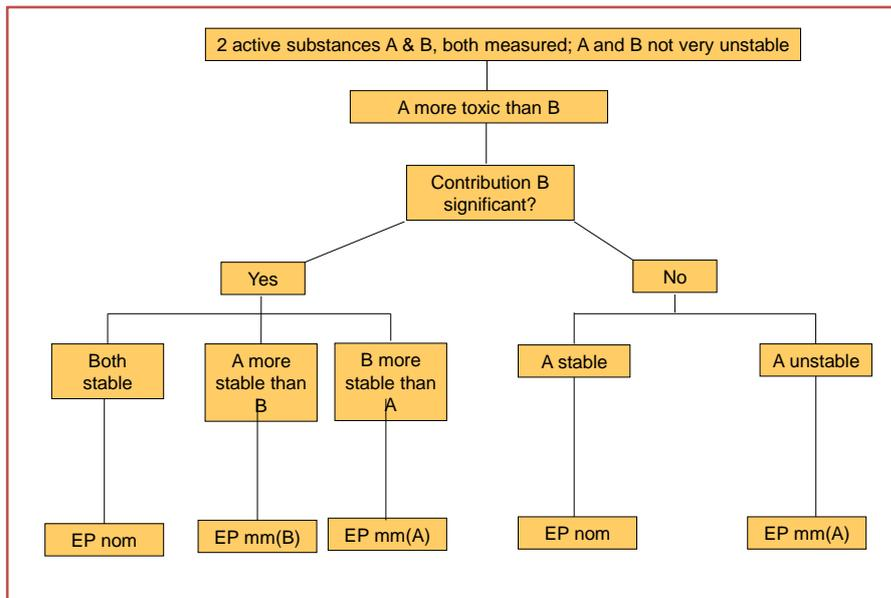 2 active substances A & B, both measured; A and B not very unstable
A more toxic than B
Contribution B
significant?
Yes
No
Both
stable
A more
stable than
B
B more
stable than
A
A stable
A unstable
EP nom
EP mm(B)
EP mm(A)
EP nom
EP mm(A)